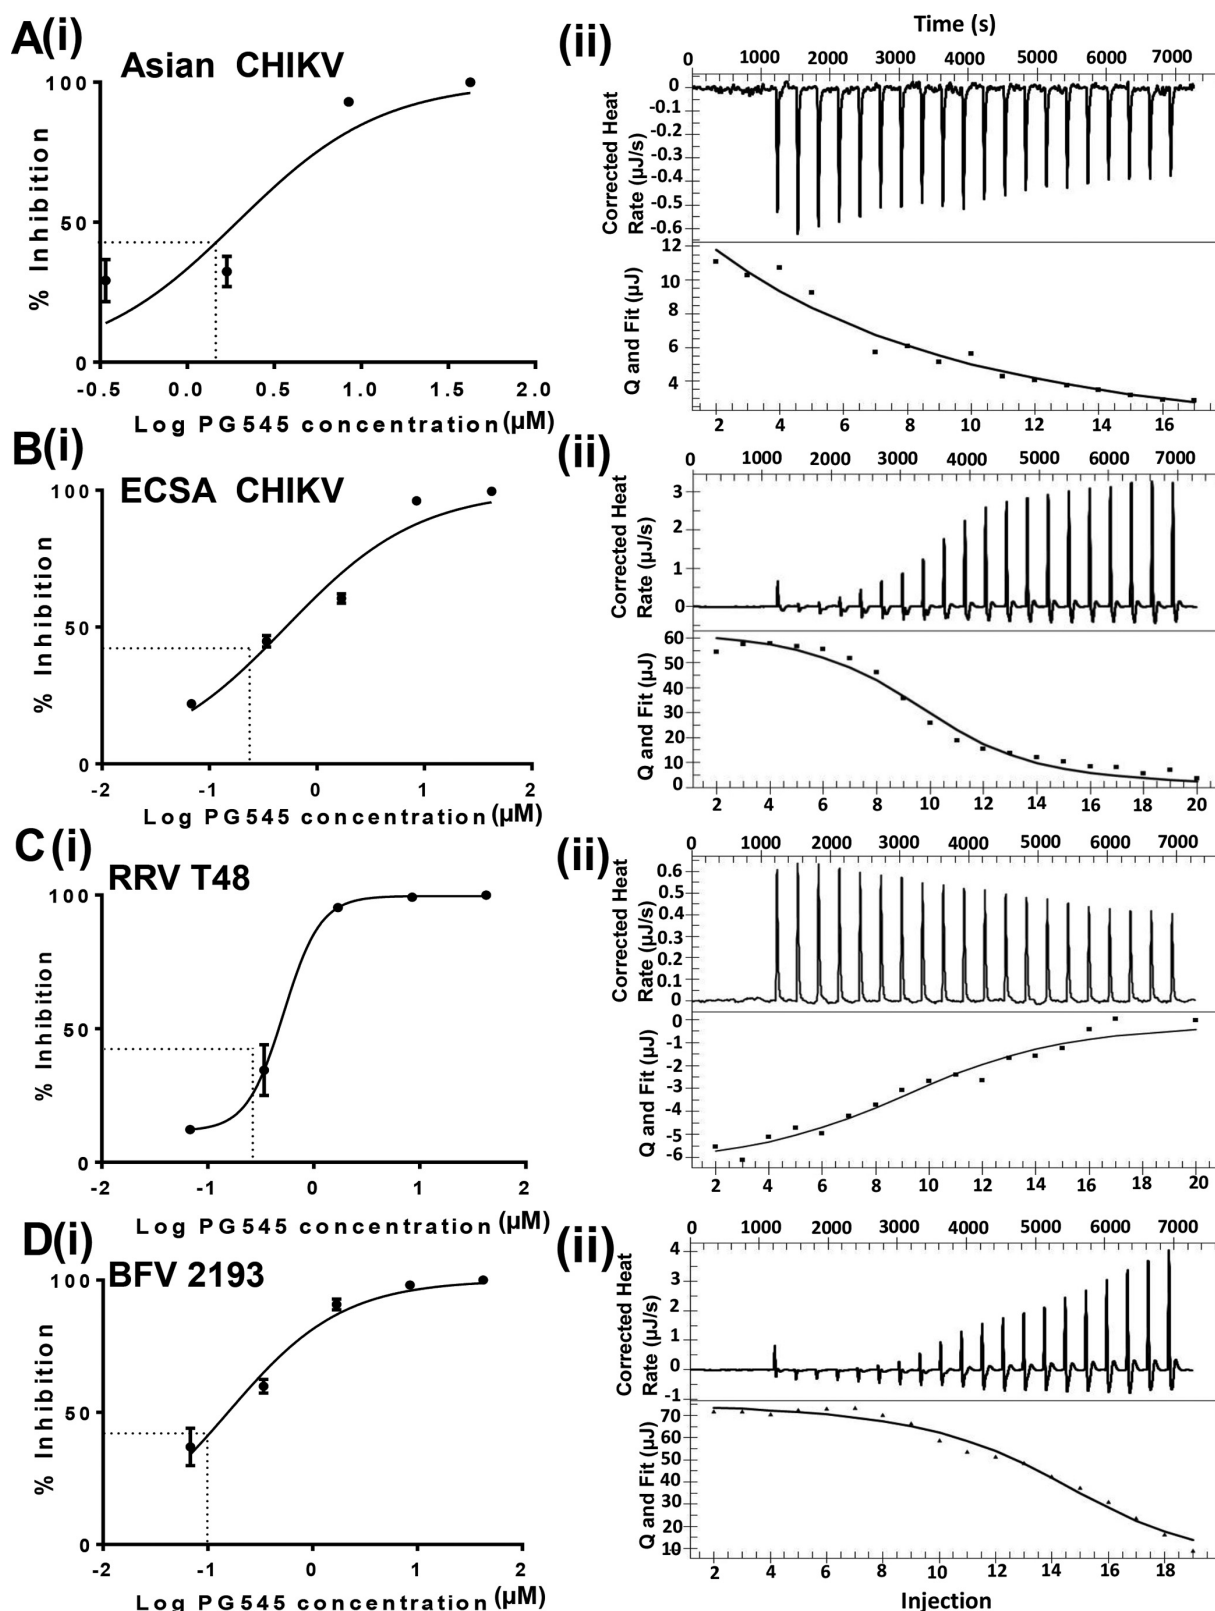 A(i)
Asian CHIKV
100
50
0
% Inhibition
-0.5 0.0 0.5 1.0 1.5 2.0
Log PG545 concentration(µM)
(ii)
Time (s)
0 1000 2000 3000 4000 5000 6000 7000
0
-0.1
-0.2
-0.3
-0.4
-0.5
-0.6
Corrected Heat
Rate (µJ/s)
12
10
8
6
4
Q and Fit (µJ)
2 4 6 8 10 12 14 16
B(i)
ECSA CHIKV
100
50
0
% Inhibition
-2 -1 0 1 2
Log PG545 concentration(µM)
(ii)
0 1000 2000 3000 4000 5000 6000 7000
3
2
1
0
Corrected Heat
Rate (µJ/s)
60
50
30
20
10
0
Q and Fit (µJ)
2 4 6 8 10 12 14 16 18 20
C(i)
RRV T48
100
50
0
% Inhibition
-2 -1 0 1 2
Log PG545 concentration(µM)
(ii)
0 1000 2000 3000 4000 5000 6000 7000
0.6
0.5
0.4
0.3
0.2
0.1
0
Corrected Heat
Rate (µJ/s)
0
-1
-2
-3
-4
-5
-6
Q and Fit (µJ)
2 4 6 8 10 12 14 16 18 20
D(i)
BFV 2193
100
50
0
% Inhibition
-2 -1 0 1 2
Log PG545 concentration (µM)
(ii)
0 1000 2000 3000 4000 5000 6000 7000
4
3
2
1
0
-1
Corrected Heat
Rate (µJ/s)
70
60
50
40
30
20
10
Q and Fit (µJ)
2 4 6 8 10 12 14 16 18
Injection